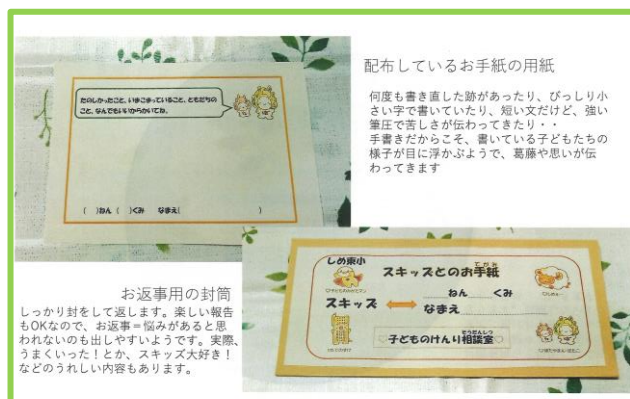 配布しているお手紙の用紙
何度も書き直した跡があったり、びっしり小
さい字で書いていたり、短い文だけど、強い
筆圧で苦しさが伝わってきたり・・
手書きだからこそ、書いている子どもたちの
様子が目に浮かぶようで、葛藤や思いが伝
わってきます
たのしかったこと、いまこまっていること、ともだちの
こと、なんでもいいからかいてね。
( )ねん ( )くみ なまえ( )
お返事用の封筒
しっかり封をして返します。楽しい報告
もOKなので、お返事=悩みがあると思
われないのも出しやすいようです。実際、
うまくいった!とか、スキッズ大好き!
などのうれしい内容もあります。
しめ東小
スキッズとのお手紙
てがみ
スキッズ
ねん くみ
なまえ
そうだんしつ
子どものけんり相談室